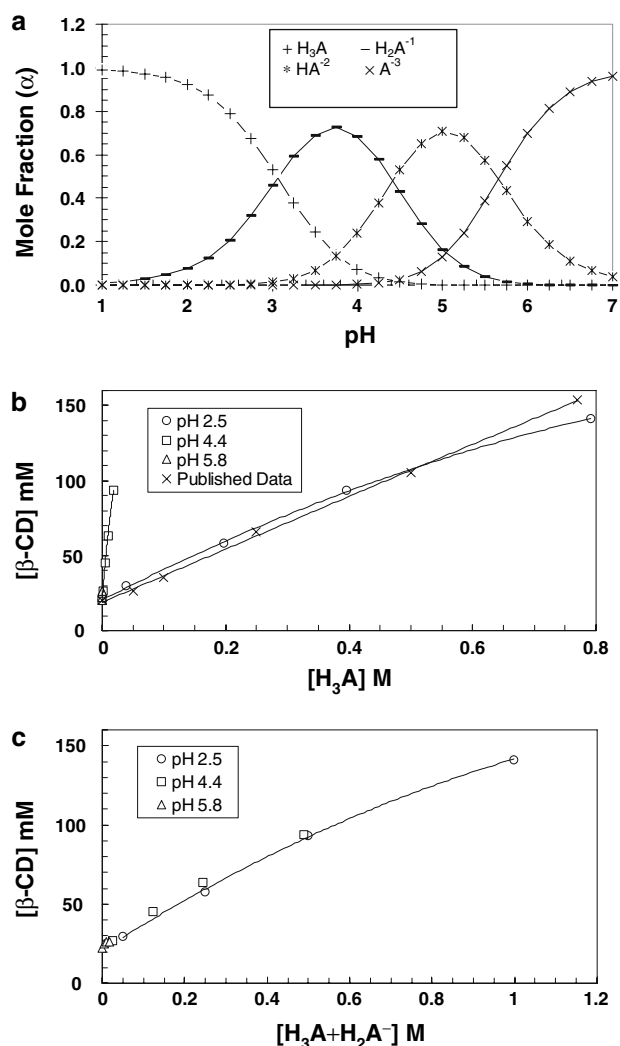 a
1.2
1.0
0.8
0.6
0.4
0.2
0.0
Mole Fraction (α)
H₃A
H₂A⁻¹
HA⁻²
A⁻³
1 2 3 4 5 6 7
pH
b
150
100
50
0
[β-CD] mM
pH 2.5
pH 4.4
pH 5.8
Published Data
0 0.2 0.4 0.6 0.8
[H₃A] M
c
150
100
50
0
[β-CD] mM
pH 2.5
pH 4.4
pH 5.8
0 0.2 0.4 0.6 0.8 1 1.2
[H₃A+H₂A⁻] M